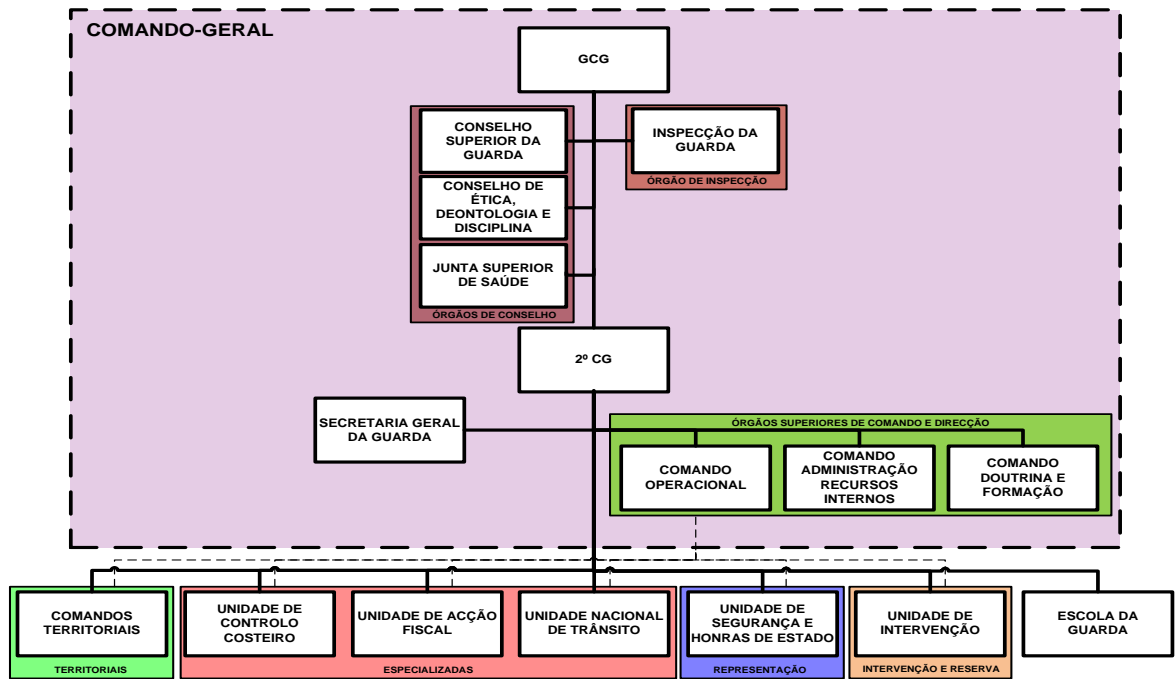 COMANDO-GERAL
GCG
CONSELHO
SUPERIOR DA
GUARDA
INSPECÇÃO DA
GUARDA
ÓRGÃO DE INSPECÇÃO
CONSELHO DE
ÉTICA,
DEONTOLOGIA E
DISCIPLINA
JUNTA SUPERIOR
DE SAÚDE
ÓRGÃOS DE CONSELHO
2º CG
SECRETARIA GERAL
DA GUARDA
ÓRGÃOS SUPERIORES DE COMANDO E DIRECÇÃO
COMANDO
OPERACIONAL
COMANDO
ADMINISTRAÇÃO
RECURSOS
INTERNOS
COMANDO
DOUTRINA E
FORMAÇÃO
COMANDOS
TERRITORIAIS
TERRITORIAIS
UNIDADE DE
CONTROLO
COSTEIRO
UNIDADE DE ACÇÃO
FISCAL
UNIDADE NACIONAL
DE TRÂNSITO
ESPECIALIZADAS
UNIDADE DE
SEGURANÇA E
HONRAS DE ESTADO
REPRESENTAÇÃO
UNIDADE DE
INTERVENÇÃO
INTERVENÇÃO E RESERVA
ESCOLA DA
GUARDA